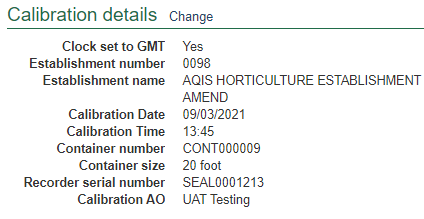 Calibration details Change
Clock set to GMT Yes
Establishment number 0098
Establishment name AQIS HORTICULTURE ESTABLISHMENT
AMEND
Calibration Date 09/03/2021
Calibration Time 13:45
Container number CONT000009
Container size 20 foot
Recorder serial number SEAL0001213
Calibration AO UAT Testing